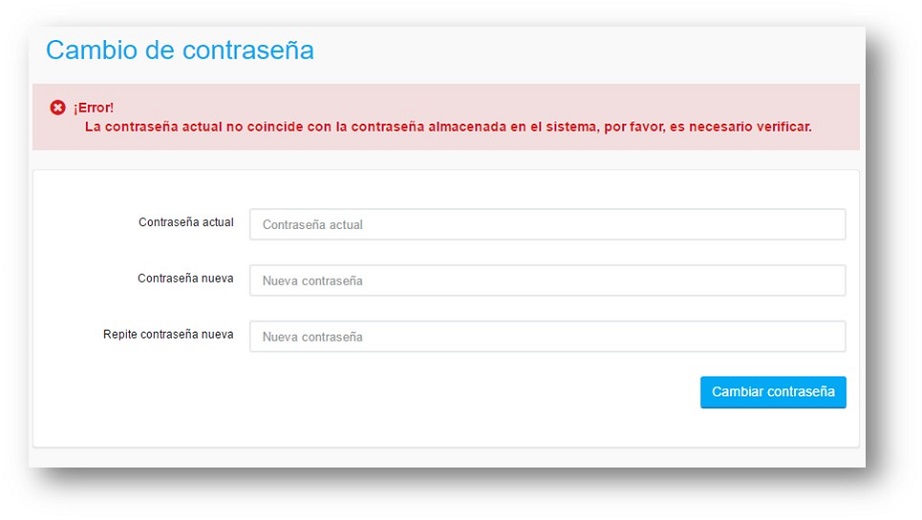 Cambio de contraseña
¡Error!
La contraseña actual no coincide con la contraseña almacenada en el sistema, por favor, es necesario verificar.
Contraseña actual Contraseña actual
Contraseña nueva Nueva contraseña
Repite contraseña nueva Nueva contraseña
Cambiar contraseña